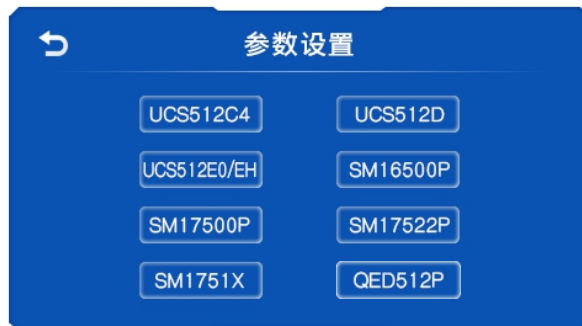 参数设置
UCS512C4 UCS512D
UCS512E0/EH SM16500P
SM17500P SM17522P
SM1751X QED512P